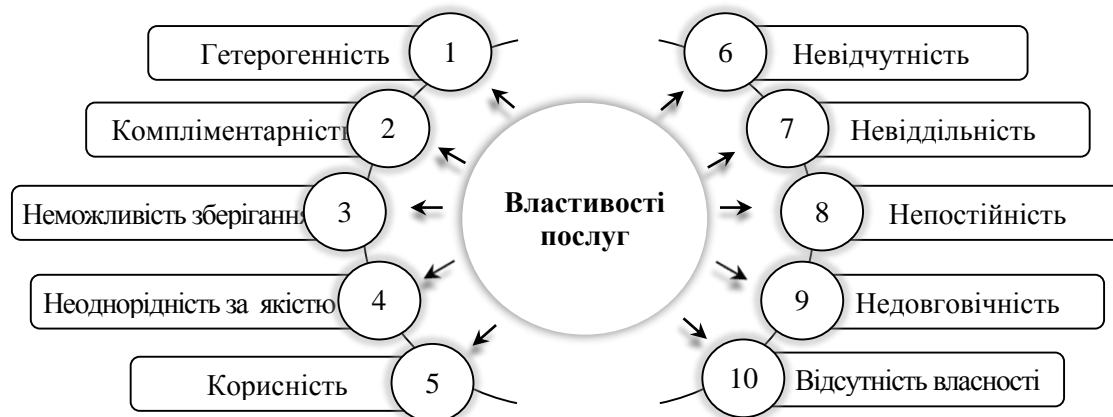 Гетерогенність
1
Компліментарність
2
Неможливість зберігання
3
Неоднорідність за якістю
4
Корисність
5
Властивості
послуг
6
Невідчутність
7
Невіддільність
8
Непостійність
9
Недовговічність
10
Відсутність власності